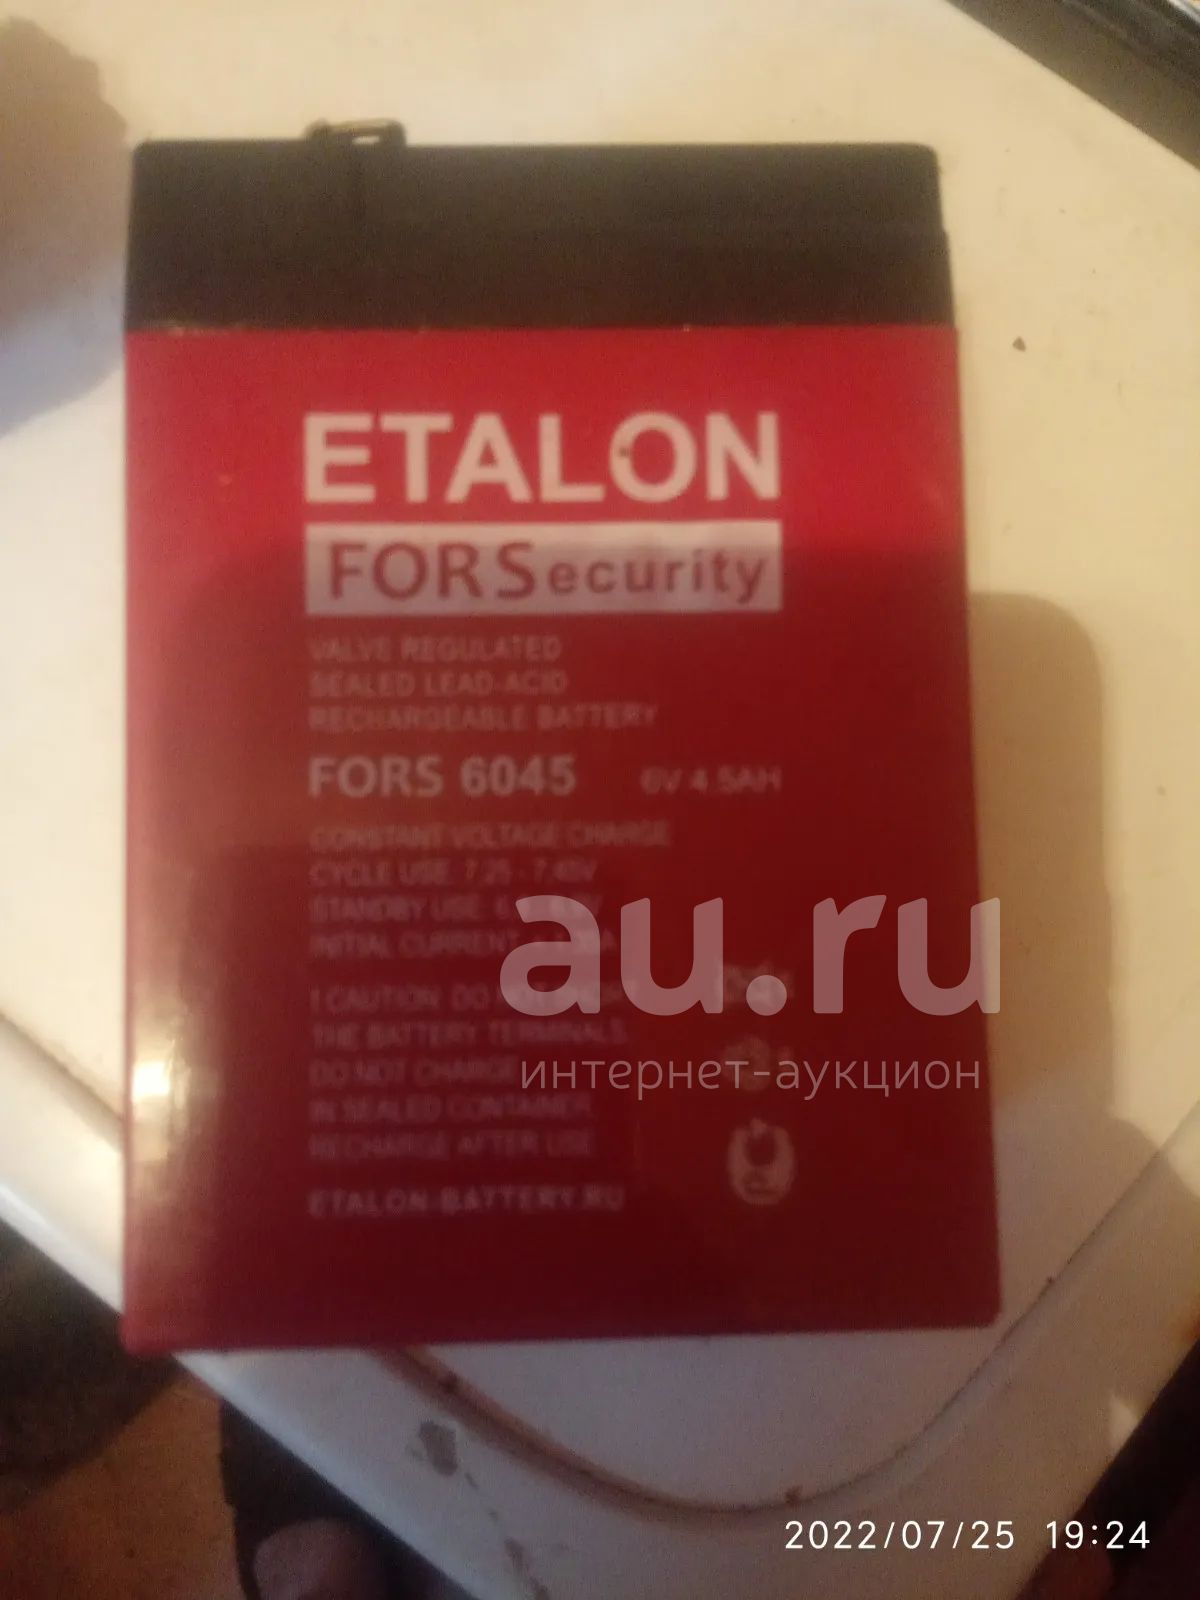 ETALON
FORSecurity
VALVE REGULATED
SEALED LEAD-ACID
RECHARGEABLE BATTERY
FORS 6045 6V 4.5AH
CONSTANT VOLTAGE CHARGE
CYCLE USE: 7.25 - 7.45V
STANDBY USE:
INITIAL CURRENT
! CAUTION: DO NOT
THE BATTERY TERMINALS.
DO NOT CHARGE
IN SEALED CONTAINER.
RECHARGE AFTER USE.
ETALON-BATTERY.RU
au.ru
интернет-аукцион
2022/07/25 19:24